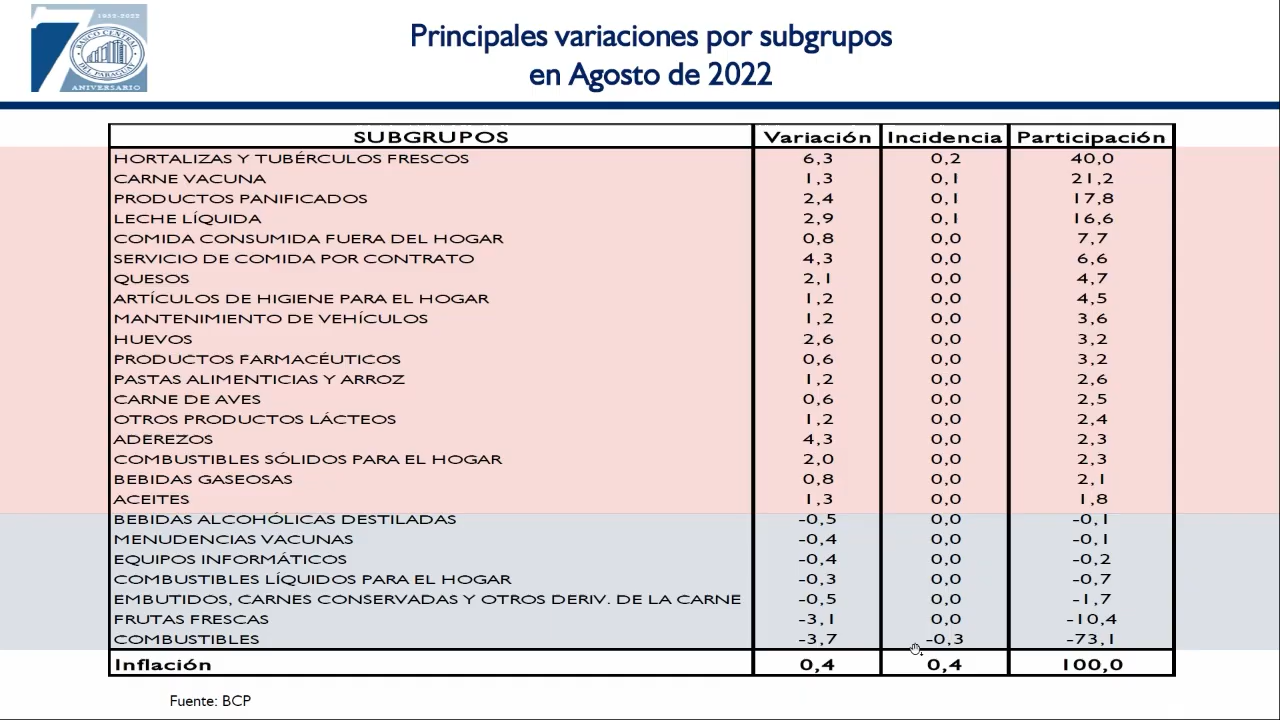 1952-2022
BANCO CENTRAL
DEL PARAGUAY
ANIVERSARIO
Principales variaciones por subgrupos
en Agosto de 2022
SUBGRUPOS Variación Incidencia Participación
HORTALIZAS Y TUBÉRCULOS FRESCOS 6,3 0,2 40,0
CARNE VACUNA 1,3 0,1 21,2
PRODUCTOS PANIFICADOS 2,4 0,1 17,8
LECHE LÍQUIDA 2,9 0,1 16,6
COMIDA CONSUMIDA FUERA DEL HOGAR 0,8 0,0 7,7
SERVICIO DE COMIDA POR CONTRATO 4,3 0,0 6,6
QUESOS 2,1 0,0 4,7
ARTÍCULOS DE HIGIENE PARA EL HOGAR 1,2 0,0 4,5
MANTENIMIENTO DE VEHÍCULOS 1,2 0,0 3,6
HUEVOS 2,6 0,0 3,2
PRODUCTOS FARMACÉUTICOS 0,6 0,0 3,2
PASTAS ALIMENTICIAS Y ARROZ 1,2 0,0 2,6
CARNE DE AVES 0,6 0,0 2,5
OTROS PRODUCTOS LÁCTEOS 1,2 0,0 2,4
ADEREZOS 4,3 0,0 2,3
COMBUSTIBLES SÓLIDOS PARA EL HOGAR 2,0 0,0 2,3
BEBIDAS GASEOSAS 0,8 0,0 2,1
ACEITES 1,3 0,0 1,8
BEBIDAS ALCOHÓLICAS DESTILADAS -0,5 0,0 -0,1
MENUDENCIAS VACUNAS -0,4 0,0 -0,1
EQUIPOS INFORMÁTICOS -0,4 0,0 -0,2
COMBUSTIBLES LÍQUIDOS PARA EL HOGAR -0,3 0,0 -0,7
EMBUTIDOS, CARNES CONSERVADAS Y OTROS DERIV. DE LA CARNE -0,5 0,0 -1,7
FRUTAS FRESCAS -3,1 0,0 -10,4
COMBUSTIBLES -3,7 -0,3 -73,1
Inflación 0,4 0,4 100,0
Fuente: BCP